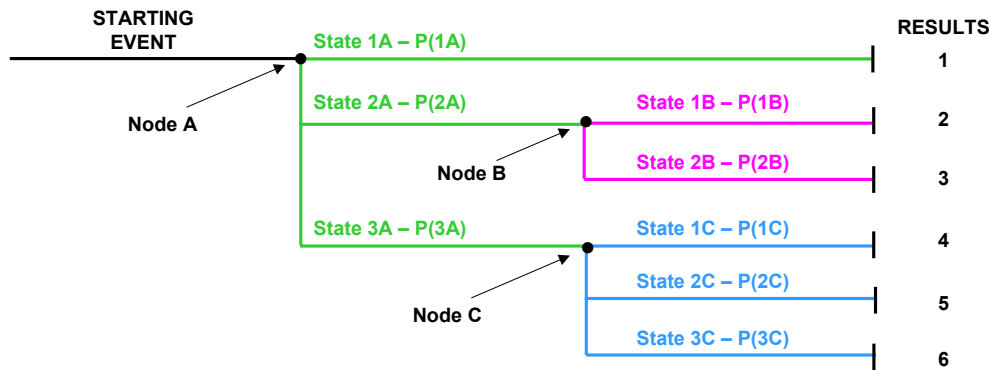 STARTING
EVENT
RESULTS
State 1A – P(1A)
1
State 2A – P(2A)
State 1B – P(1B)
2
Node A
Node B
State 2B – P(2B)
3
State 3A – P(3A)
State 1C – P(1C)
4
State 2C – P(2C)
5
Node C
State 3C – P(3C)
6